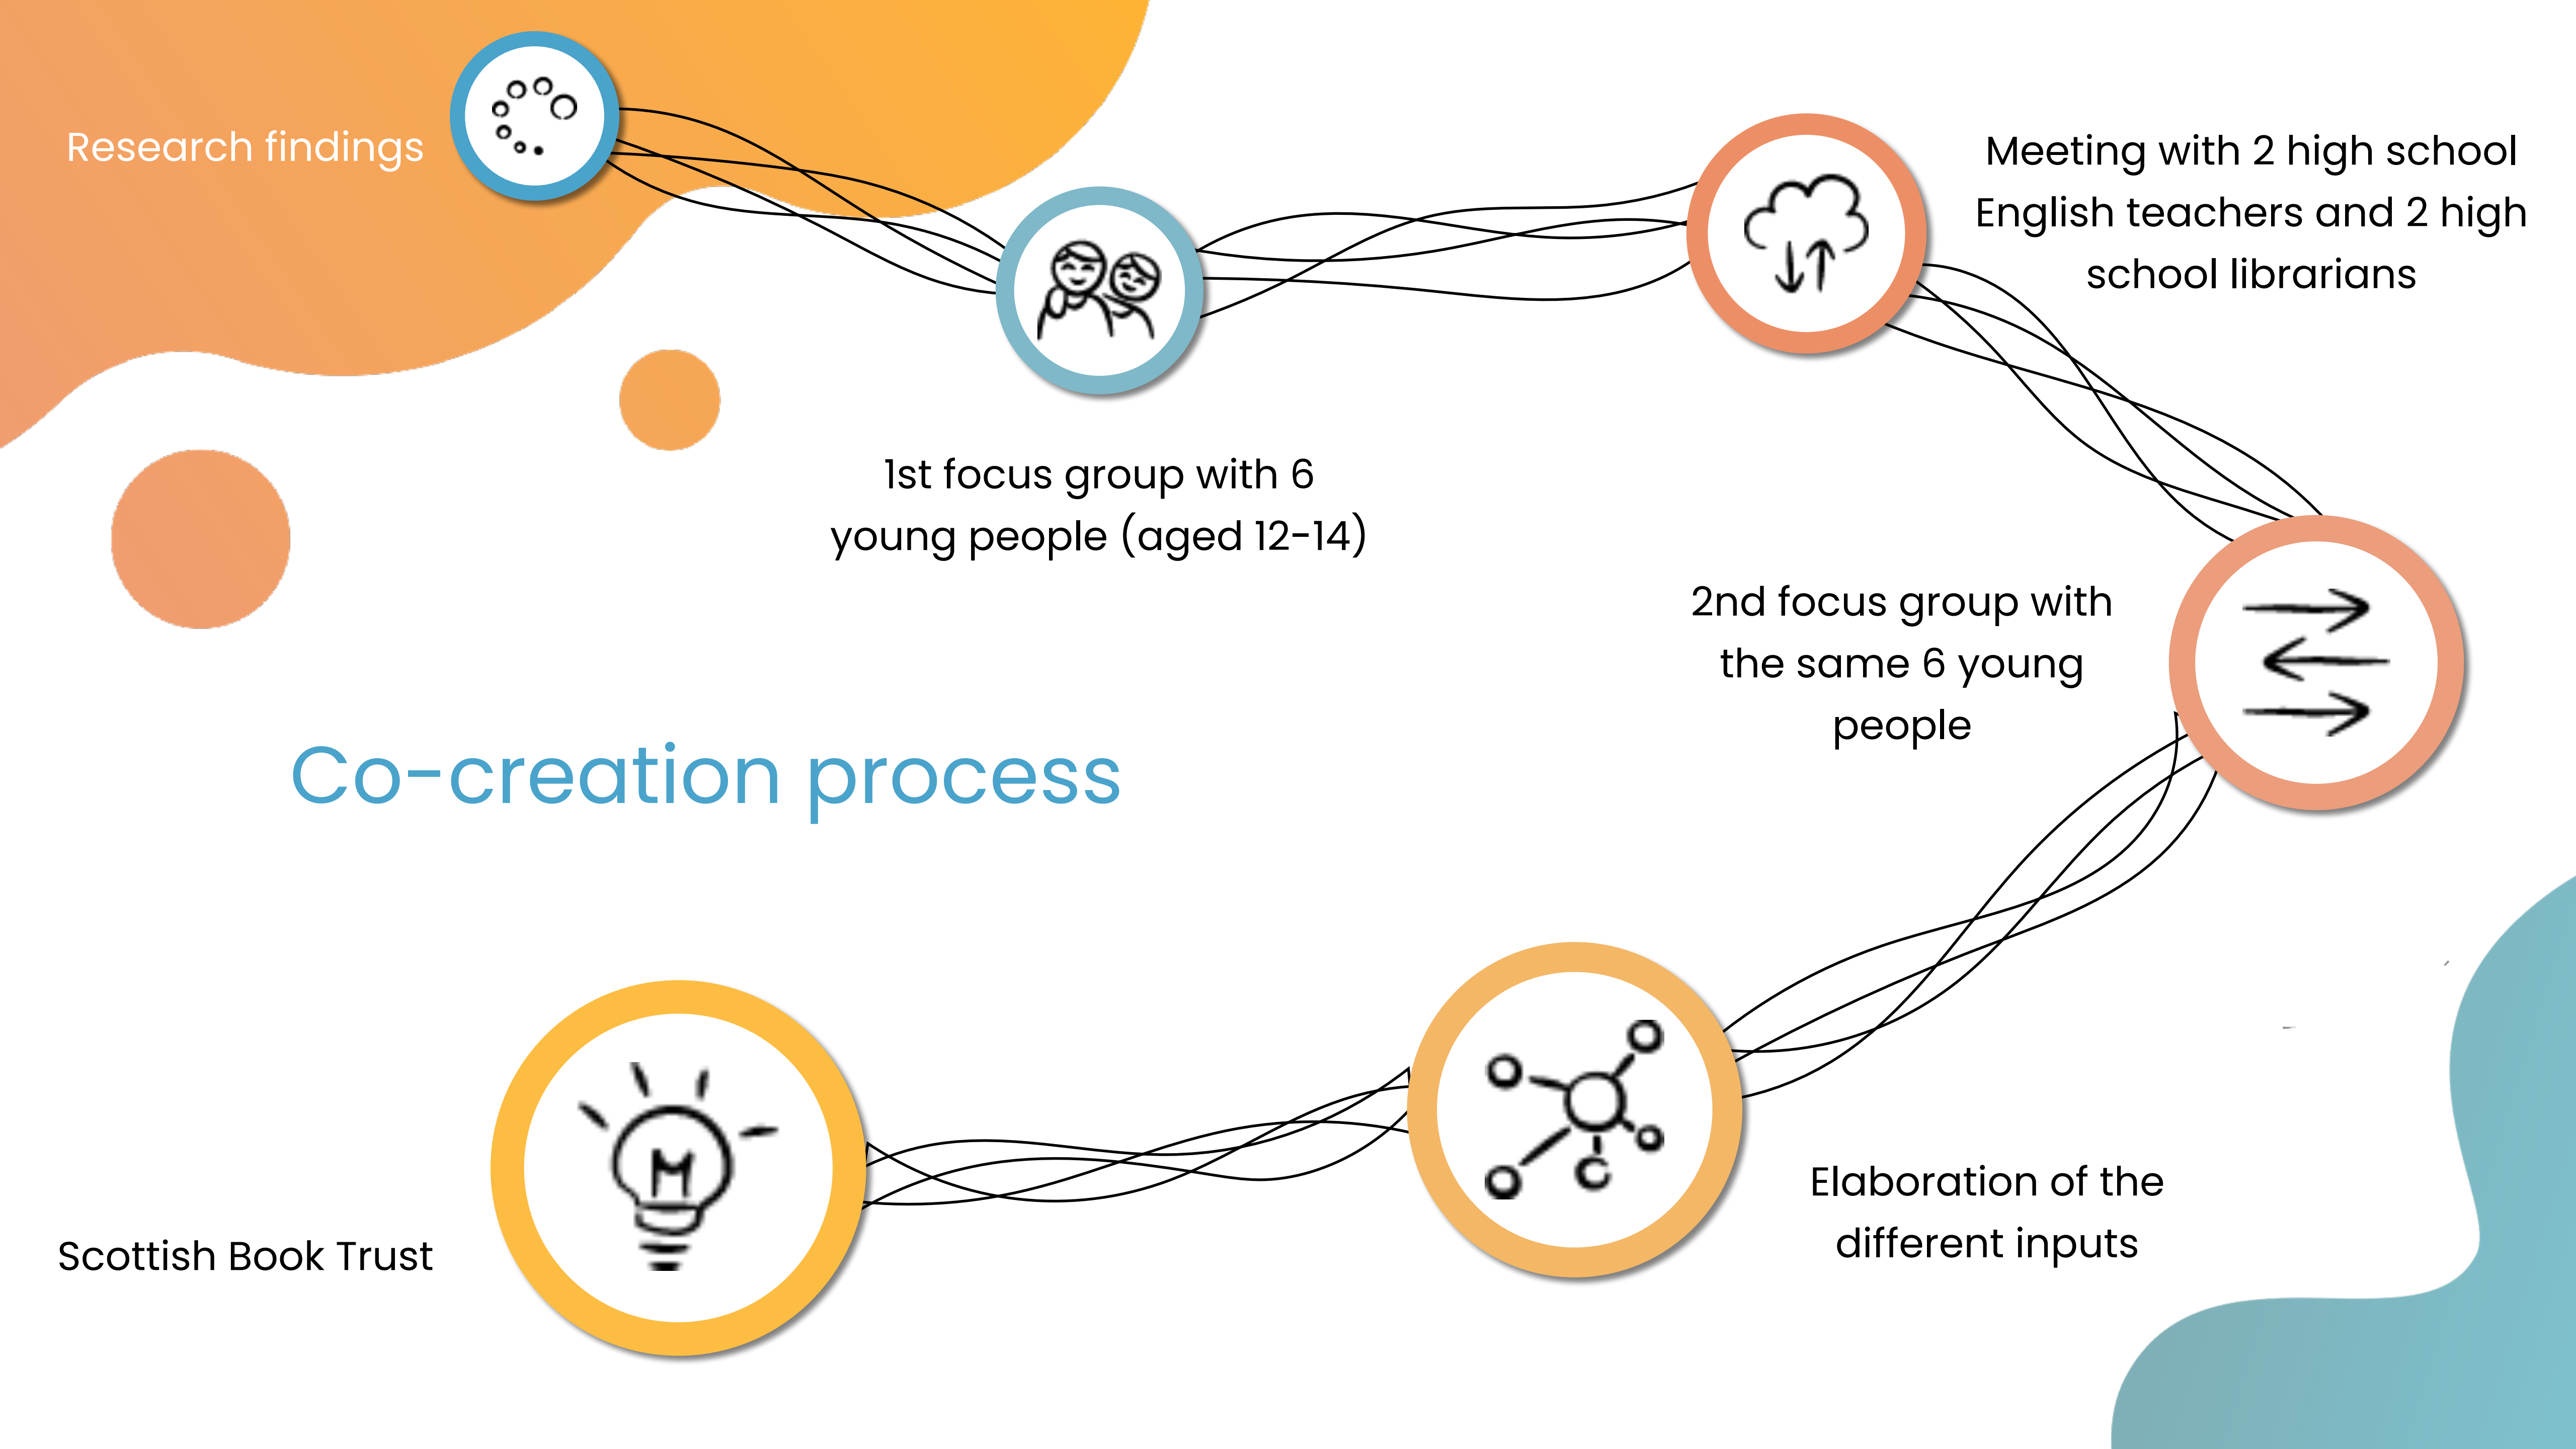 Research findings
Meeting with 2 high school
English teachers and 2 high
school librarians
1st focus group with 6
young people (aged 12-14)
2nd focus group with
the same 6 young
people
Co-creation process
Elaboration of the
different inputs
Scottish Book Trust